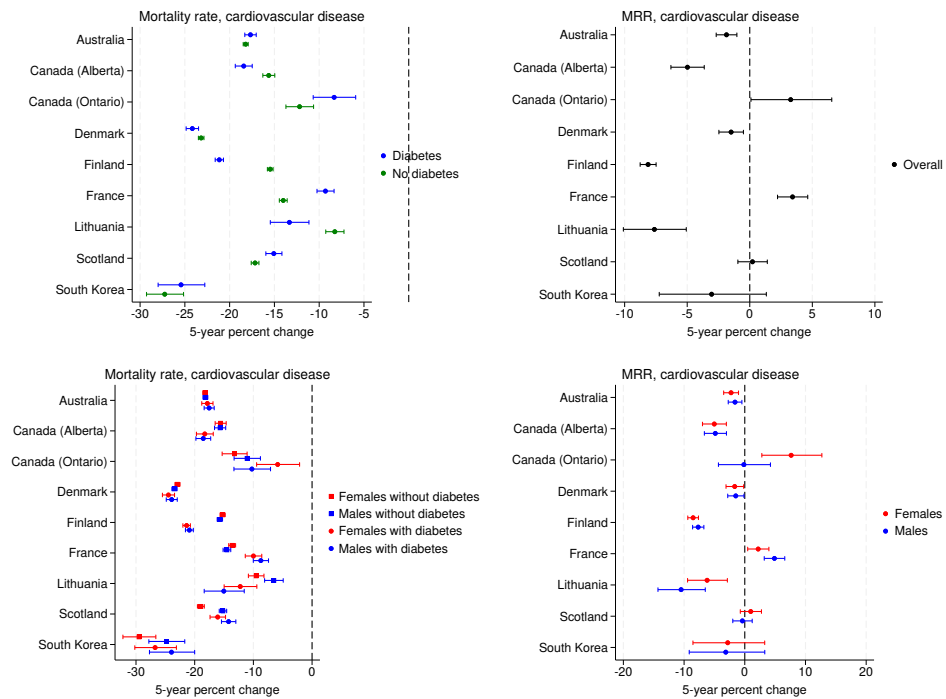 Mortality rate, cardiovascular disease
Australia
Canada (Alberta)
Canada (Ontario)
Denmark
Finland
France
Lithuania
Scotland
South Korea
-30 -25 -20 -15 -10 -5
5-year percent change
Diabetes
No diabetes
MRR, cardiovascular disease
Australia
Canada (Alberta)
Canada (Ontario)
Denmark
Finland
France
Lithuania
Scotland
South Korea
-10 -5 0 5 10
5-year percent change
Overall
Mortality rate, cardiovascular disease
Australia
Canada (Alberta)
Canada (Ontario)
Denmark
Finland
France
Lithuania
Scotland
South Korea
-30 -20 -10 0
5-year percent change
Females without diabetes
Males without diabetes
Females with diabetes
Males with diabetes
MRR, cardiovascular disease
Australia
Canada (Alberta)
Canada (Ontario)
Denmark
Finland
France
Lithuania
Scotland
South Korea
-20 -10 0 10 20
5-year percent change
Females
Males